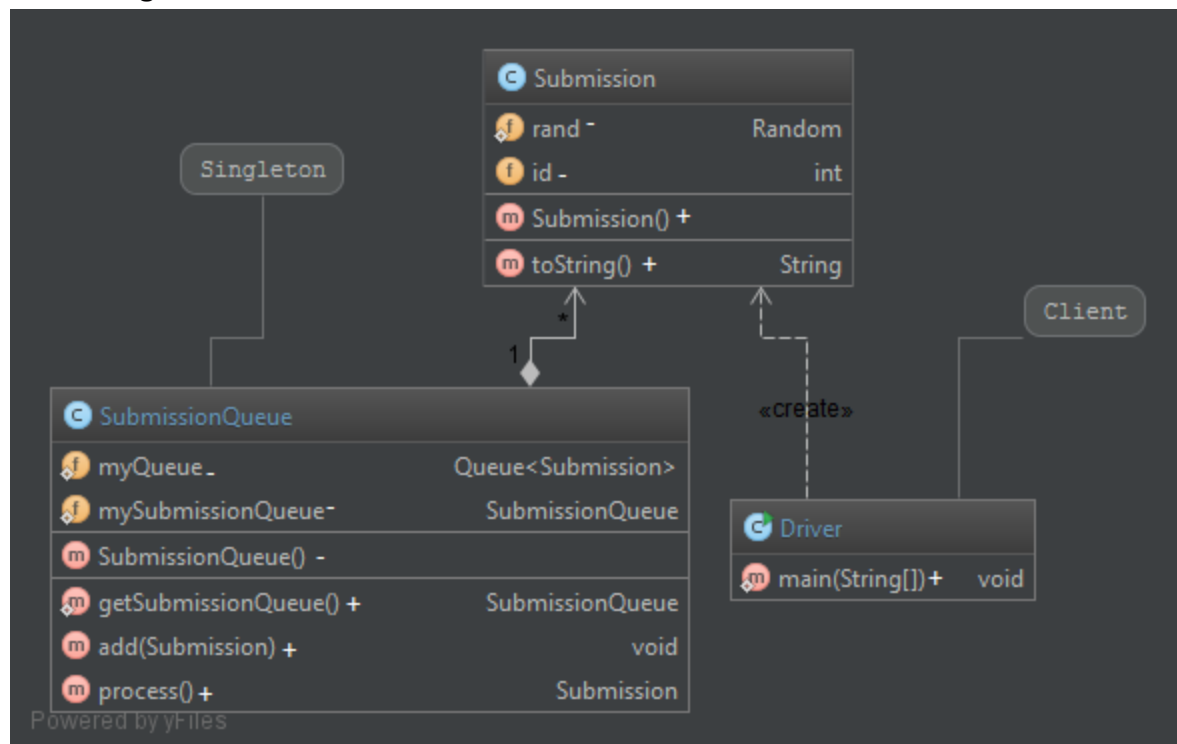 Submission
rand - Random
id - int
Submission() +
toString() + String
Singleton
Client
*
1
«create»
SubmissionQueue
myQueue - Queue<Submission>
mySubmissionQueue - SubmissionQueue
SubmissionQueue() -
getSubmissionQueue() + SubmissionQueue
add(Submission) + void
process() + Submission
Driver
main(String[]) + void
Powered by yFiles